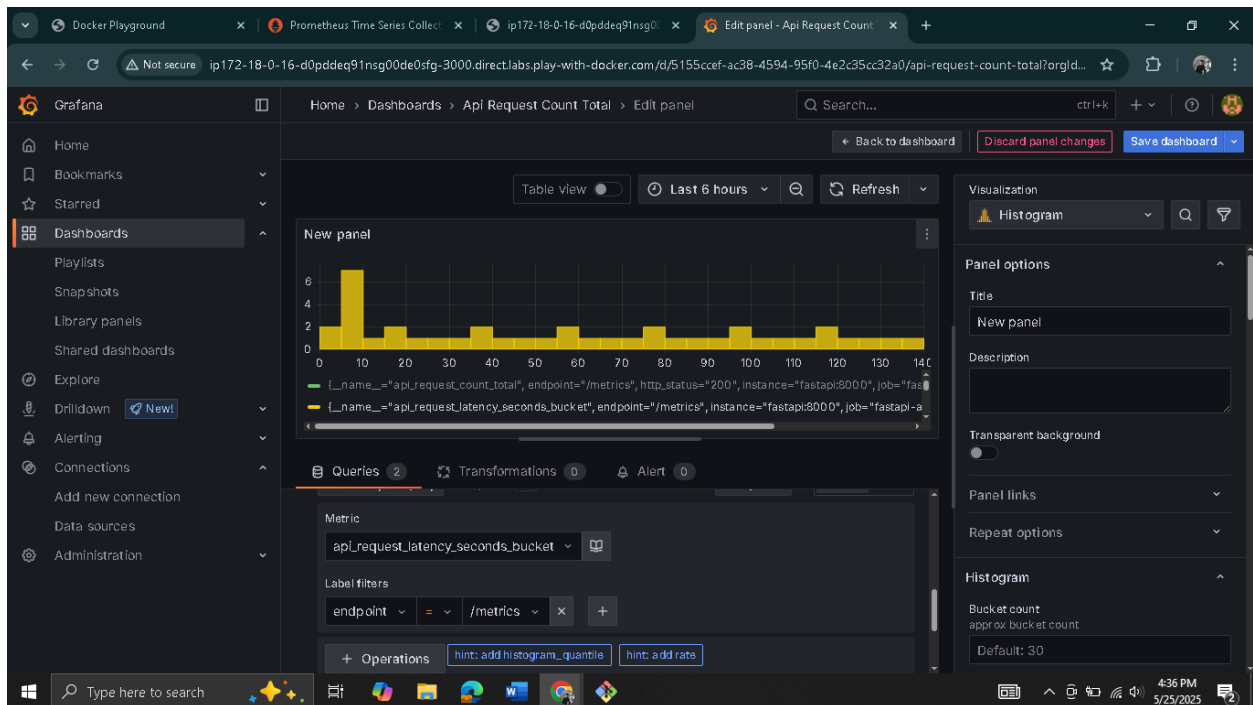 Docker Playground
Prometheus Time Series Collect
ip172-18-0-16-d0pddeq91nsg0
Edit panel - Api Request Count
Not secure ip172-18-0-16-d0pddeq91nsg00de0sfg-3000.direct.labs.play-with-docker.com/d/5155ccef-ac38-4594-95f0-4e2c35cc32a0/api-request-count-total?orgId...
Grafana
Home > Dashboards > Api Request Count Total > Edit panel
Search...
ctrl+k
Back to dashboard
Discard panel changes
Save dashboard
Home
Bookmarks
Starred
Dashboards
Playlists
Snapshots
Library panels
Shared dashboards
Explore
Drilldown New!
Alerting
Connections
Add new connection
Data sources
Administration
Table view
Last 6 hours
Refresh
New panel
6
4
2
0
0 10 20 30 40 50 60 70 80 90 100 110 120 130 140
{__name__="api_request_count_total", endpoint="/metrics", http_status="200", instance="fastapi:8000", job="fas
{__name__="api_request_latency_seconds_bucket", endpoint="/metrics", instance="fastapi:8000", job="fastapi-a
Queries 2
Transformations 0
Alert 0
Metric
api_request_latency_seconds_bucket
Label filters
endpoint = /metrics
+ Operations
hint: add histogram_quantile
hint: add rate
Visualization
Histogram
Panel options
Title
New panel
Description
Transparent background
Panel links
Repeat options
Histogram
Bucket count
approx bucket count
Default: 30
Type here to search
4:36 PM
5/25/2025
2